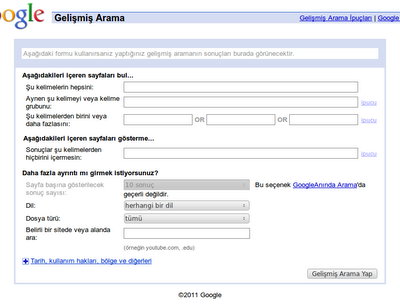 Google Gelişmiş Arama Gelişmiş Arama İpuçları | Google
Aşağıdaki formu kullanırsanız yaptığınız gelişmiş aramanın sonuçları burada görünecektir.
Aşağıdakileri içeren sayfaları bul...
Şu kelimelerin hepsini:
Aynen şu kelimeyi veya kelime grubunu: ipucu
Şu kelimelerden birini veya daha fazlasını: OR OR ipucu
Aşağıdakileri içeren sayfaları gösterme...
Sonuçlar şu kelimelerden hiçbirini içermesin: ipucu
Daha fazla ayrıntı mı girmek istiyorsunuz?
Sayfa başına gösterilecek sonuç sayısı: 10 sonuç Bu seçenek GoogleAnında Arama'da geçerli değildir.
Dil: herhangi bir dil
Dosya türü: tümü
Belirli bir sitede veya alanda ara:
(örneğin youtube.com, .edu)
Tarih, kullanım hakları, bölge ve diğerleri
Gelişmiş Arama Yap
©2011 Google